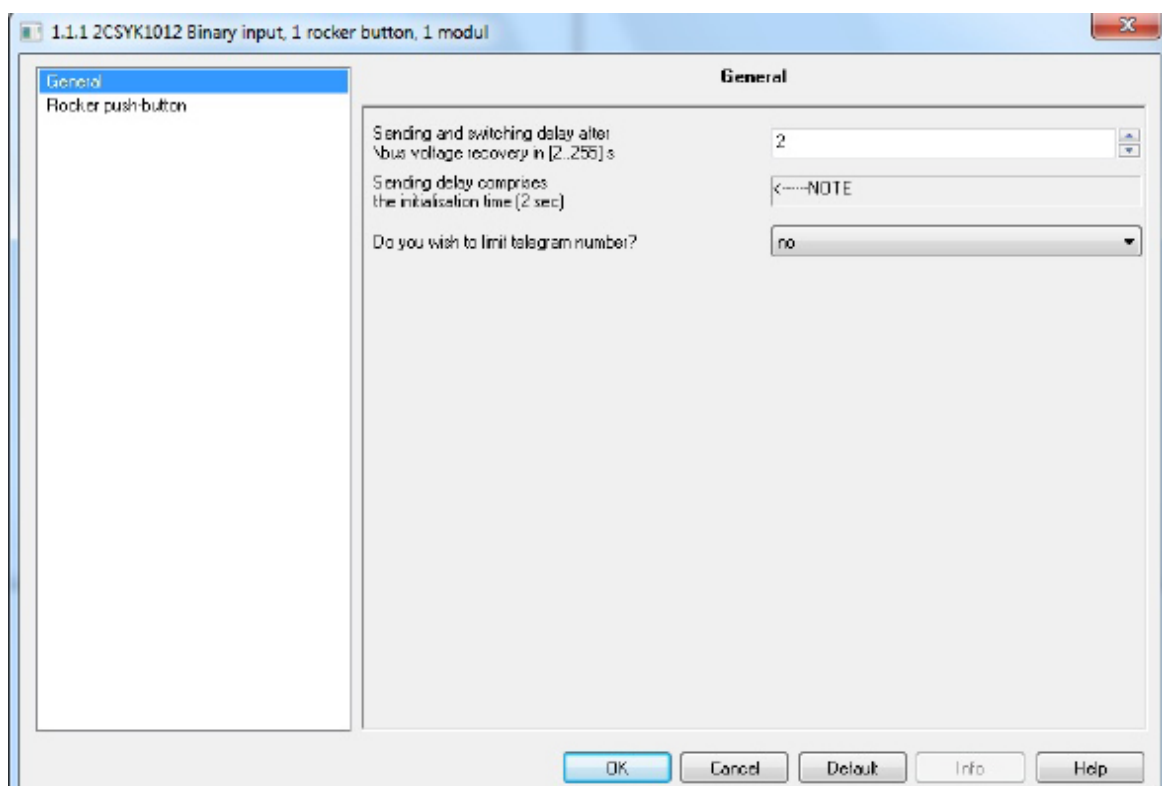 1.1.1 2CSYK1012 Binary input, 1 rocker button, 1 modul
General
Rocker push-button
General
Sending and switching delay after
\bus voltage recovery in [2..255] s
2
Sending delay comprises
the initialisation time (2 sec)
<-----NOTE
Do you wish to limit telegram number?
no
OK
Cancel
Default
Info
Help